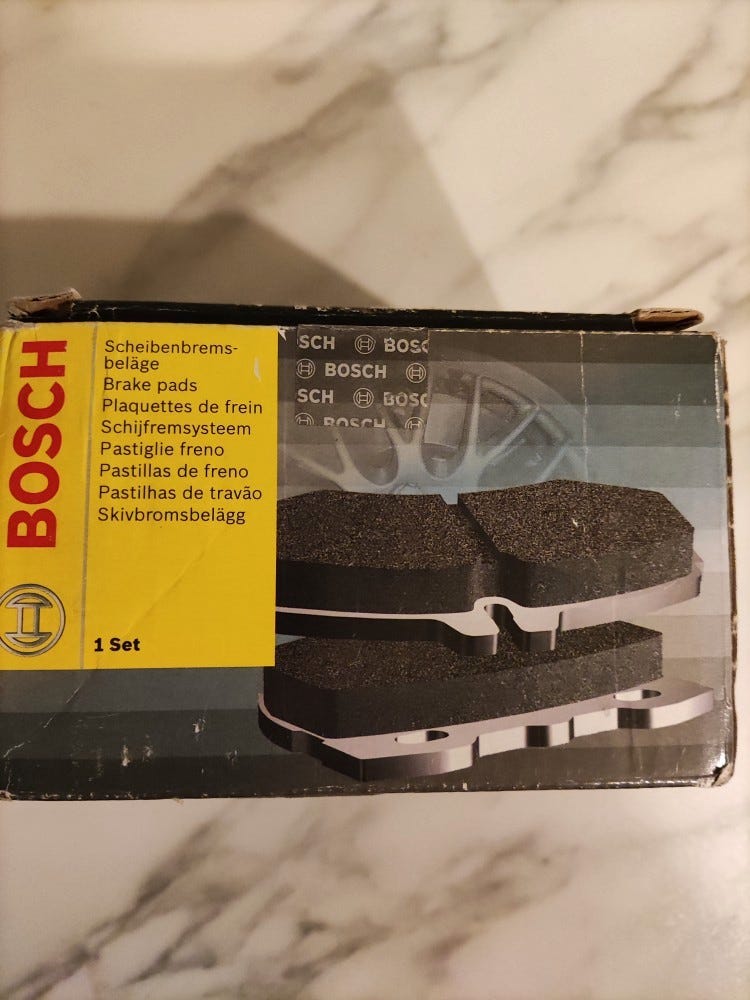 BOSCH
Scheibenbrems-
beläge
Brake pads
Plaquettes de frein
Schijfremsysteem
Pastiglie freno
Pastillas de freno
Pastilhas de travão
Skivbromsbelägg
1 Set
SCH BOSC
BOSCH
SCH BOSC
BOSCH